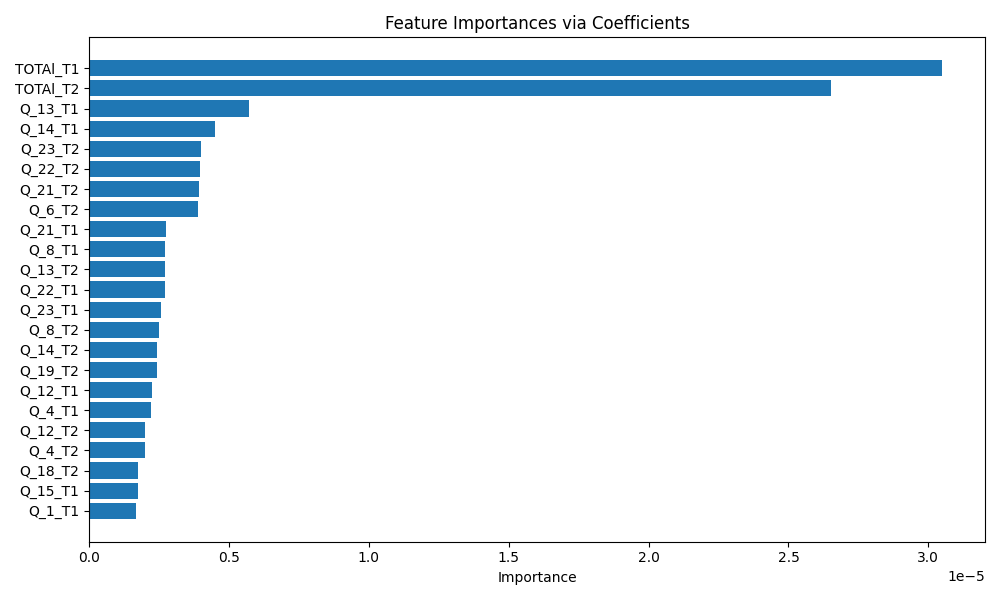 Feature Importances via Coefficients
TOTAl_T1
TOTAl_T2
Q_13_T1
Q_14_T1
Q_23_T2
Q_22_T2
Q_21_T2
Q_6_T2
Q_21_T1
Q_8_T1
Q_13_T2
Q_22_T1
Q_23_T1
Q_8_T2
Q_14_T2
Q_19_T2
Q_12_T1
Q_4_T1
Q_12_T2
Q_4_T2
Q_18_T2
Q_15_T1
Q_1_T1
0.0 0.5 1.0 1.5 2.0 2.5 3.0
1e−5
Importance